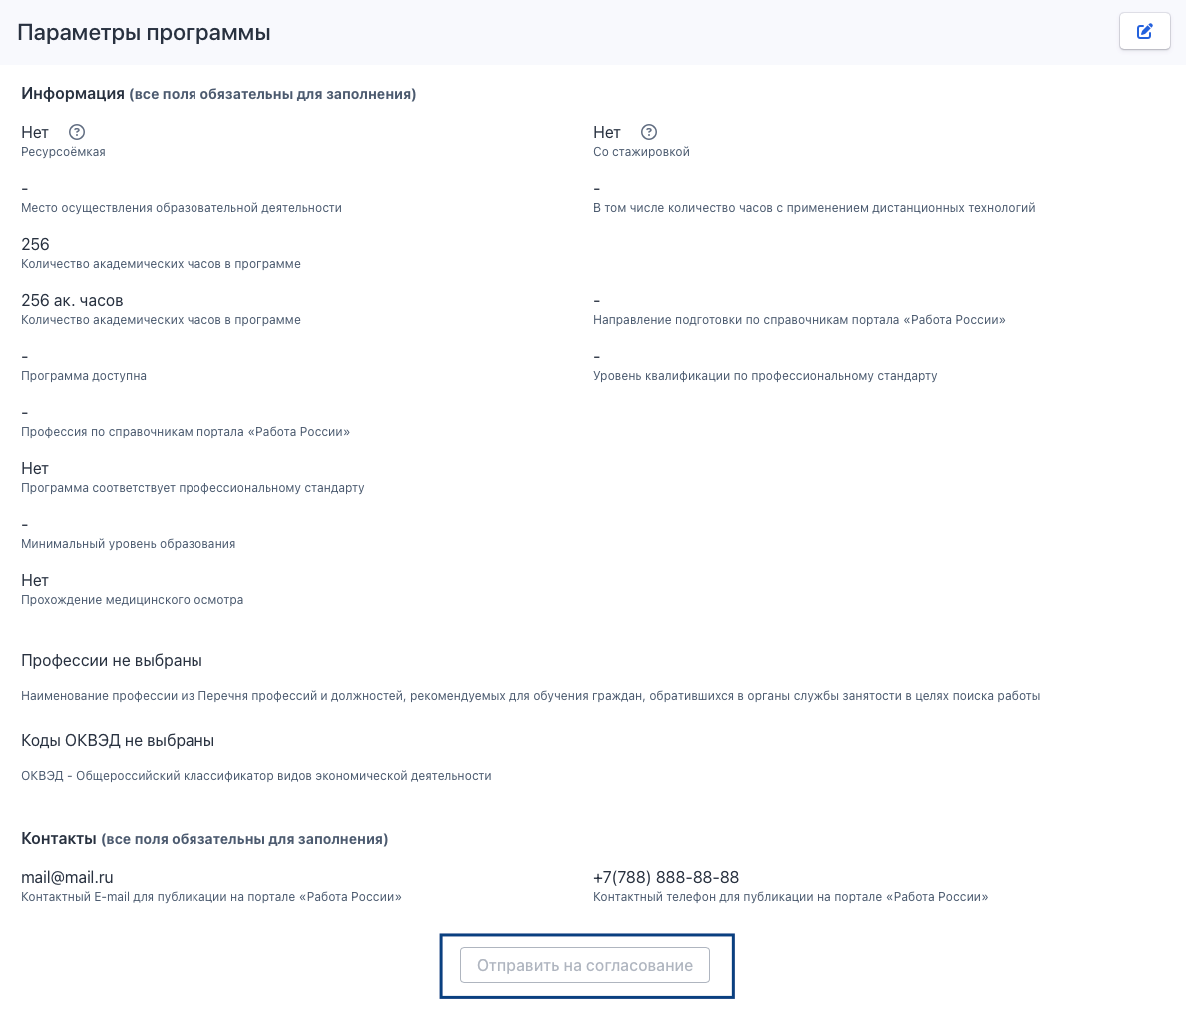 Параметры программы
Информация (все поля обязательны для заполнения)
Нет
Ресурсоёмкая
Нет
Со стажировкой
-
Место осуществления образовательной деятельности
-
В том числе количество часов с применением дистанционных технологий
256
Количество академических часов в программе
256 ак. часов
Количество академических часов в программе
-
Направление подготовки по справочникам портала «Работа России»
-
Программа доступна
-
Уровень квалификации по профессиональному стандарту
-
Профессия по справочникам портала «Работа России»
Нет
Программа соответствует профессиональному стандарту
-
Минимальный уровень образования
Нет
Прохождение медицинского осмотра
Профессии не выбраны
Наименование профессии из Перечня профессий и должностей, рекомендуемых для обучения граждан, обратившихся в органы службы занятости в целях поиска работы
Коды ОКВЭД не выбраны
ОКВЭД - Общероссийский классификатор видов экономической деятельности
Контакты (все поля обязательны для заполнения)
mail@mail.ru
Контактный E-mail для публикации на портале «Работа России»
+7(788) 888-88-88
Контактный телефон для публикации на портале «Работа России»
Отправить на согласование